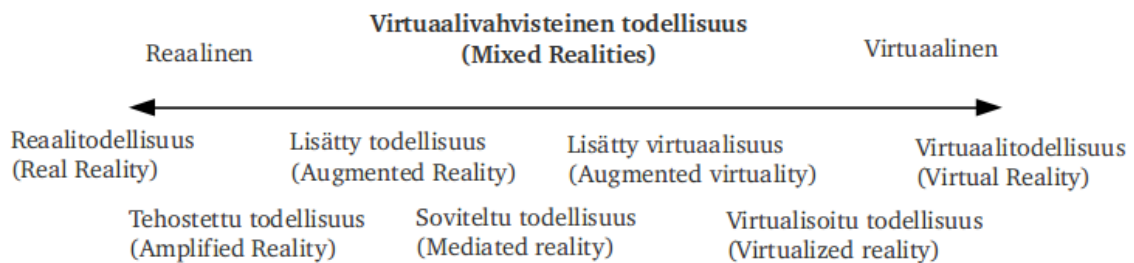 Virtuaalivahvisteinen todellisuus
(Mixed Realities)
Reaalinen
Virtuaalinen
Reaalitodellisuus
(Real Reality)
Lisätty todellisuus
(Augmented Reality)
Lisätty virtuaalisuus
(Augmented virtuality)
Virtuaalitodellisuus
(Virtual Reality)
Tehostettu todellisuus
(Amplified Reality)
Soviteltu todellisuus
(Mediated reality)
Virtualisoitu todellisuus
(Virtualized reality)